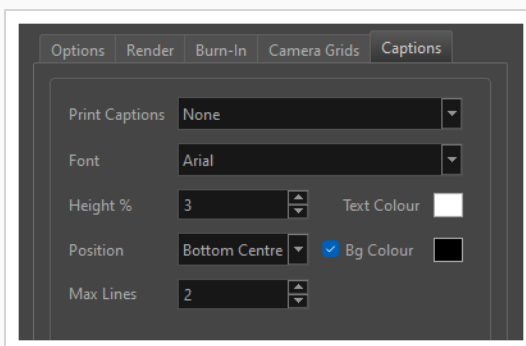 Options Render Burn-In Camera Grids Captions
Print Captions None
Font Arial
Height % 3 Text Colour
Position Bottom Centre Bg Colour
Max Lines 2